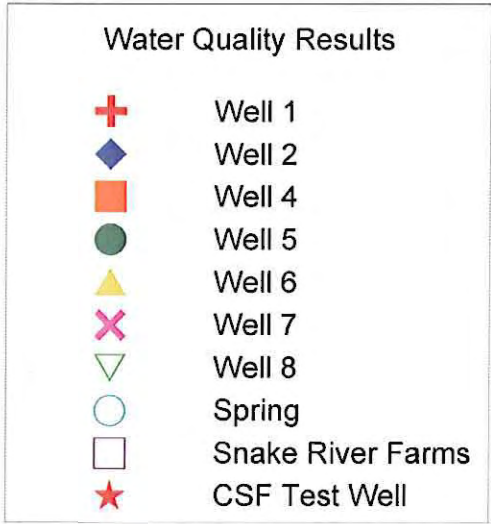 Water Quality Results
Well 1
Well 2
Well 4
Well 5
Well 6
Well 7
Well 8
Spring
Snake River Farms
CSF Test Well